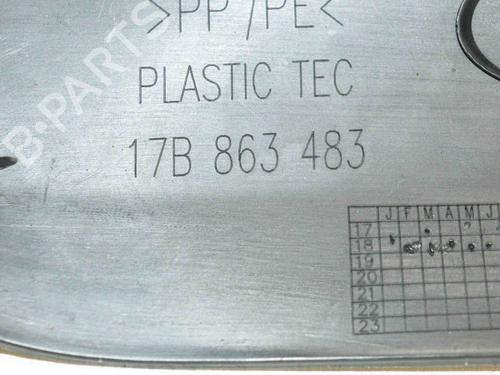 >PP/PE<
PLASTIC TEC
17B 863 483
J F M A M J
17
18
19
20
21
22
23
B-PARTS